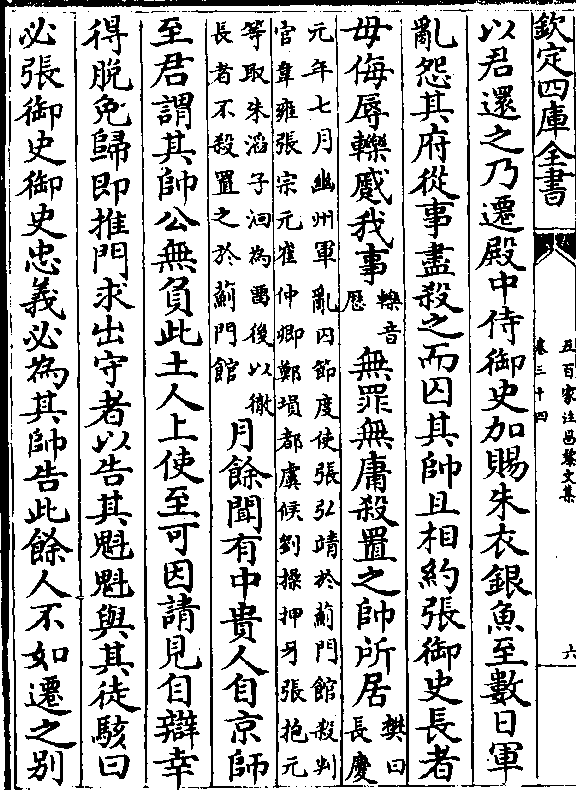 欽定四庫全書
五百家注昌黎文集
卷三十四
六
以君還之乃遷殿中侍御史加賜朱衣銀魚至數日軍
亂怨其府從事盡殺之而囚其帥且相約張御史長者
毋侮辱轢蹙我事
轢音
歷
無罪無庸殺置之帥所居
樊曰
長慶
元年七月幽州軍亂囚節度使張弘靖於薊門館殺判
官韋雍張宗元崔仲卿鄭塤都虞候劉操押牙張抱元
等取朱滔子洄為留後以徹
長者不殺置之於薊門館
月餘聞有中貴人自京師
至君謂其帥公無負此土人上使至可因請見自辯幸
得脫免歸即推門求出守者以告其魁魁與其徒駭曰
必張御史御史忠義必為其帥告此餘人不如遷之別